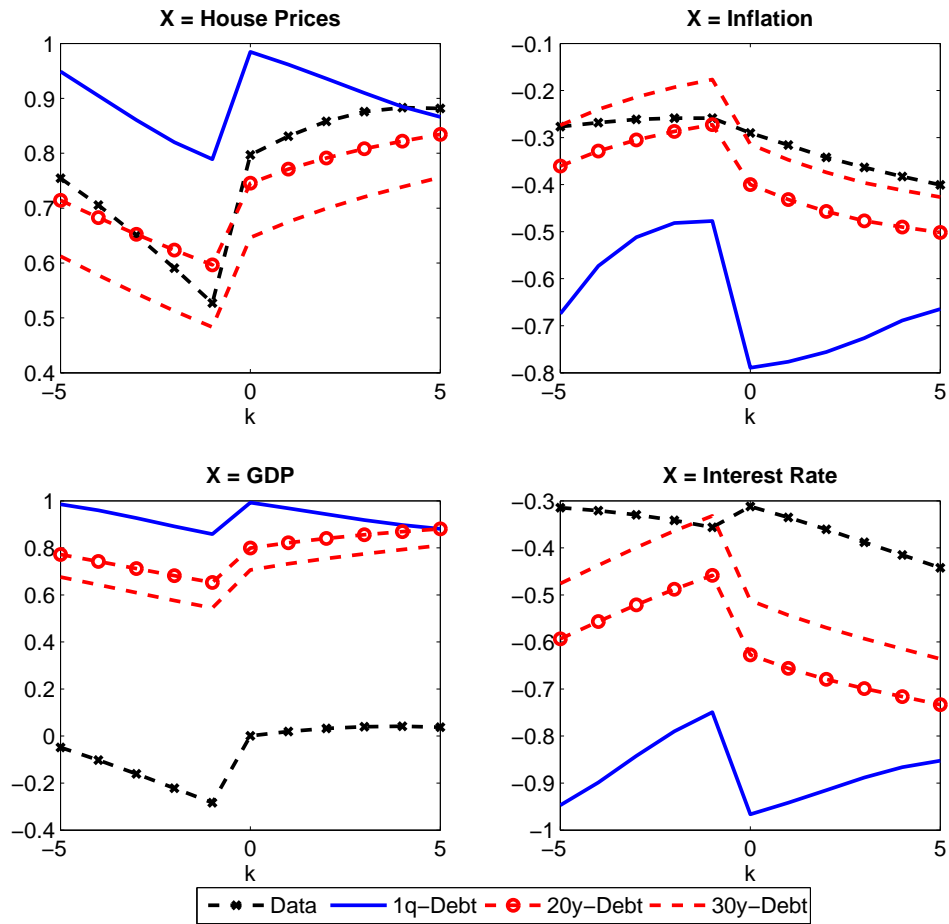 X = House Prices
1
0.9
0.8
0.7
0.6
0.5
0.4
−5 0 5
k
X = Inflation
−0.1
−0.2
−0.3
−0.4
−0.5
−0.6
−0.7
−0.8
−5 0 5
k
X = GDP
1
0.8
0.6
0.4
0.2
0
−0.2
−0.4
−5 0 5
k
X = Interest Rate
−0.3
−0.4
−0.5
−0.6
−0.7
−0.8
−0.9
−1
−5 0 5
k
Data 1q−Debt 20y−Debt 30y−Debt